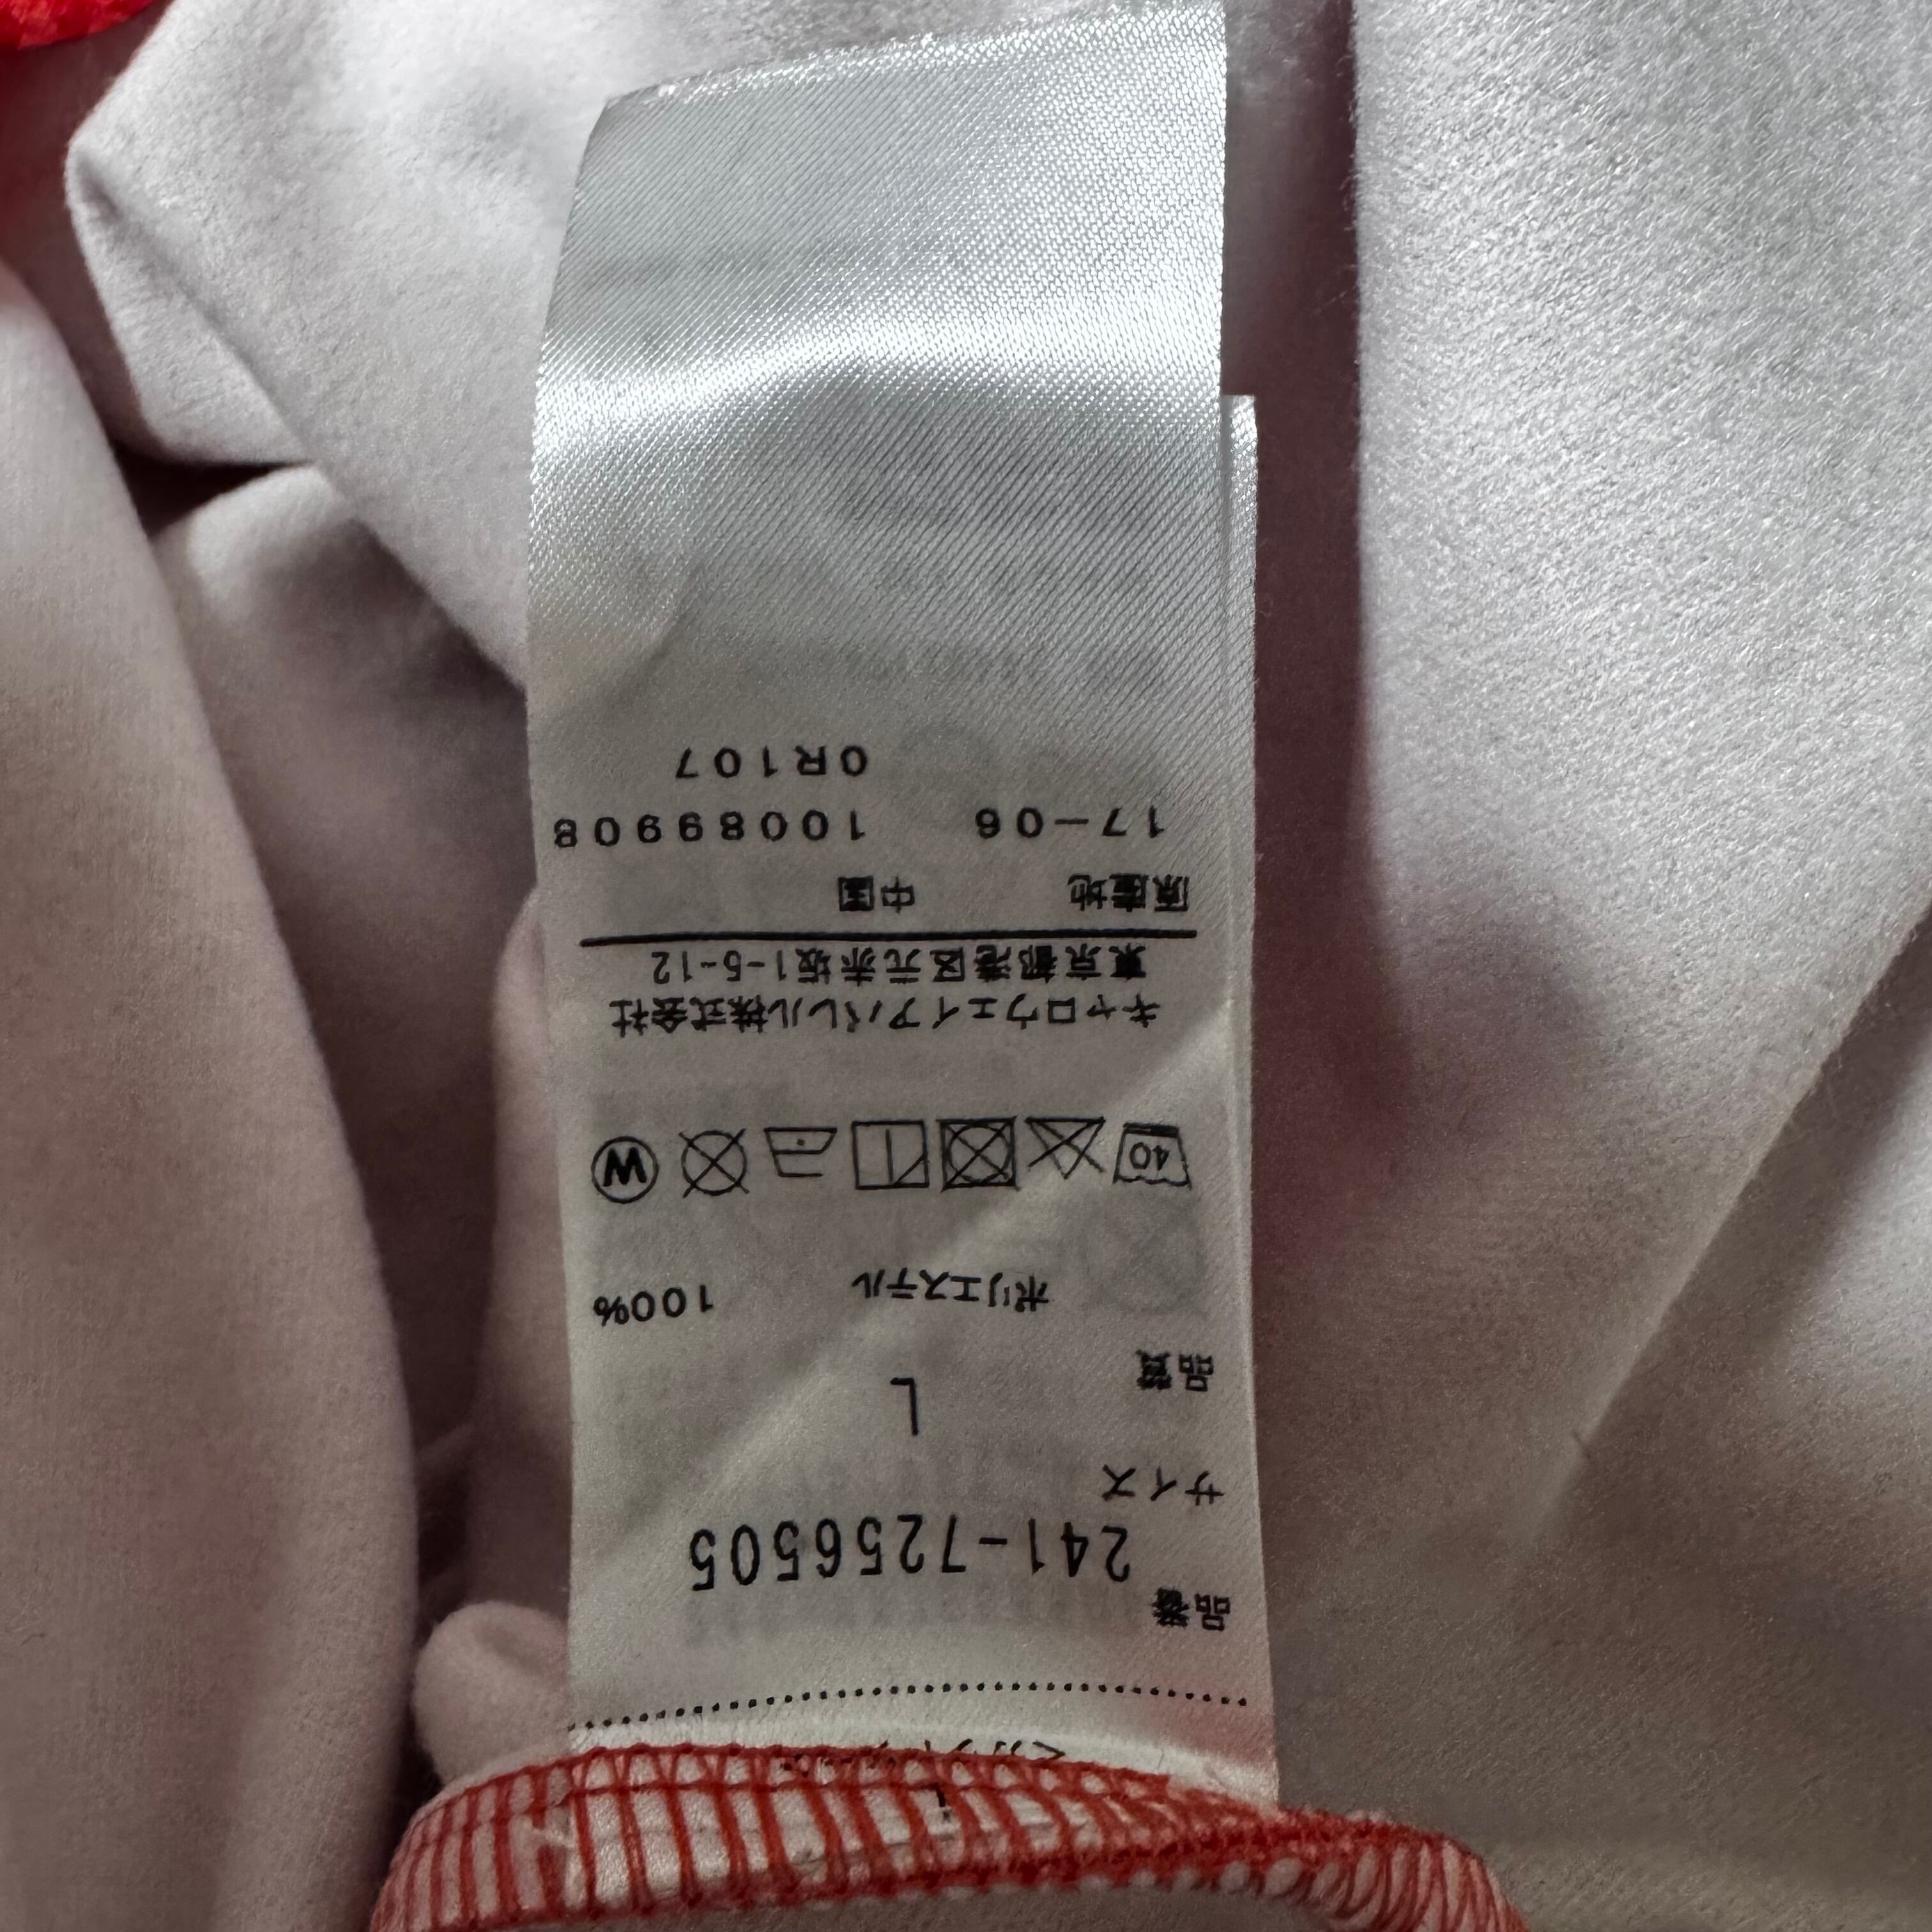 品番
241-7256505
サイズ
L
品質
ポリエステル 100%
40 W
キャロウェイアパレル株式会社
東京都港区元赤坂1-5-12
原産地 中国
17-06 10089908
0R107